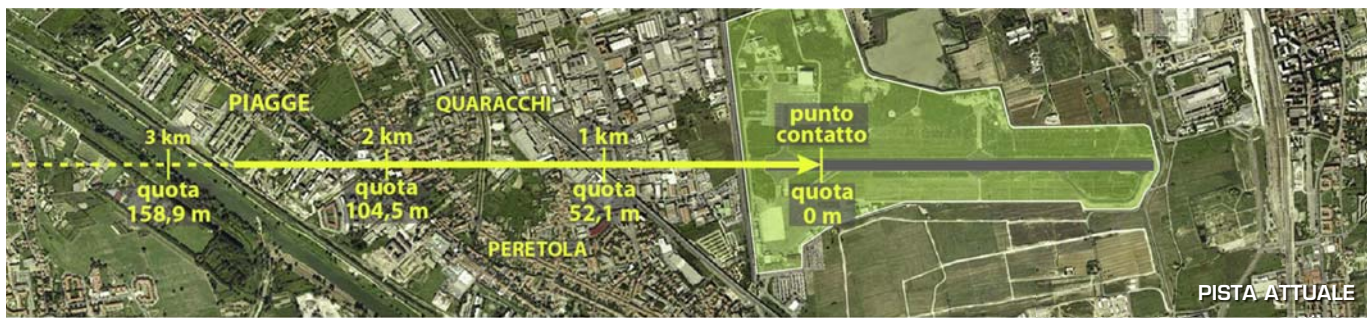 PIAGGE
QUARACCHI
3 km
2 km
1 km
punto
contatto
quota
158,9 m
quota
104,5 m
quota
52,1 m
quota
0 m
PERETOLA
PISTA ATTUALE